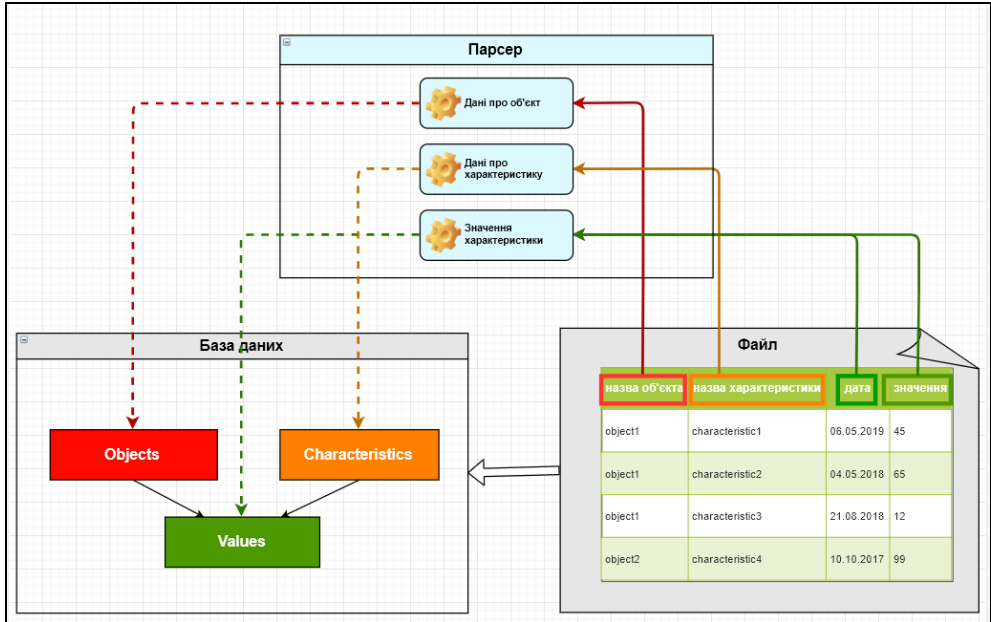 Парсер
Дані про об'єкт
Дані про
характеристику
Значення
характеристики
База даних
Objects
Characteristics
Values
Файл
назва об'єкта назва характеристики дата значення
object1 characteristic1 06.05.2019 45
object1 characteristic2 04.05.2018 65
object1 characteristic3 21.08.2018 12
object2 characteristic4 10.10.2017 99